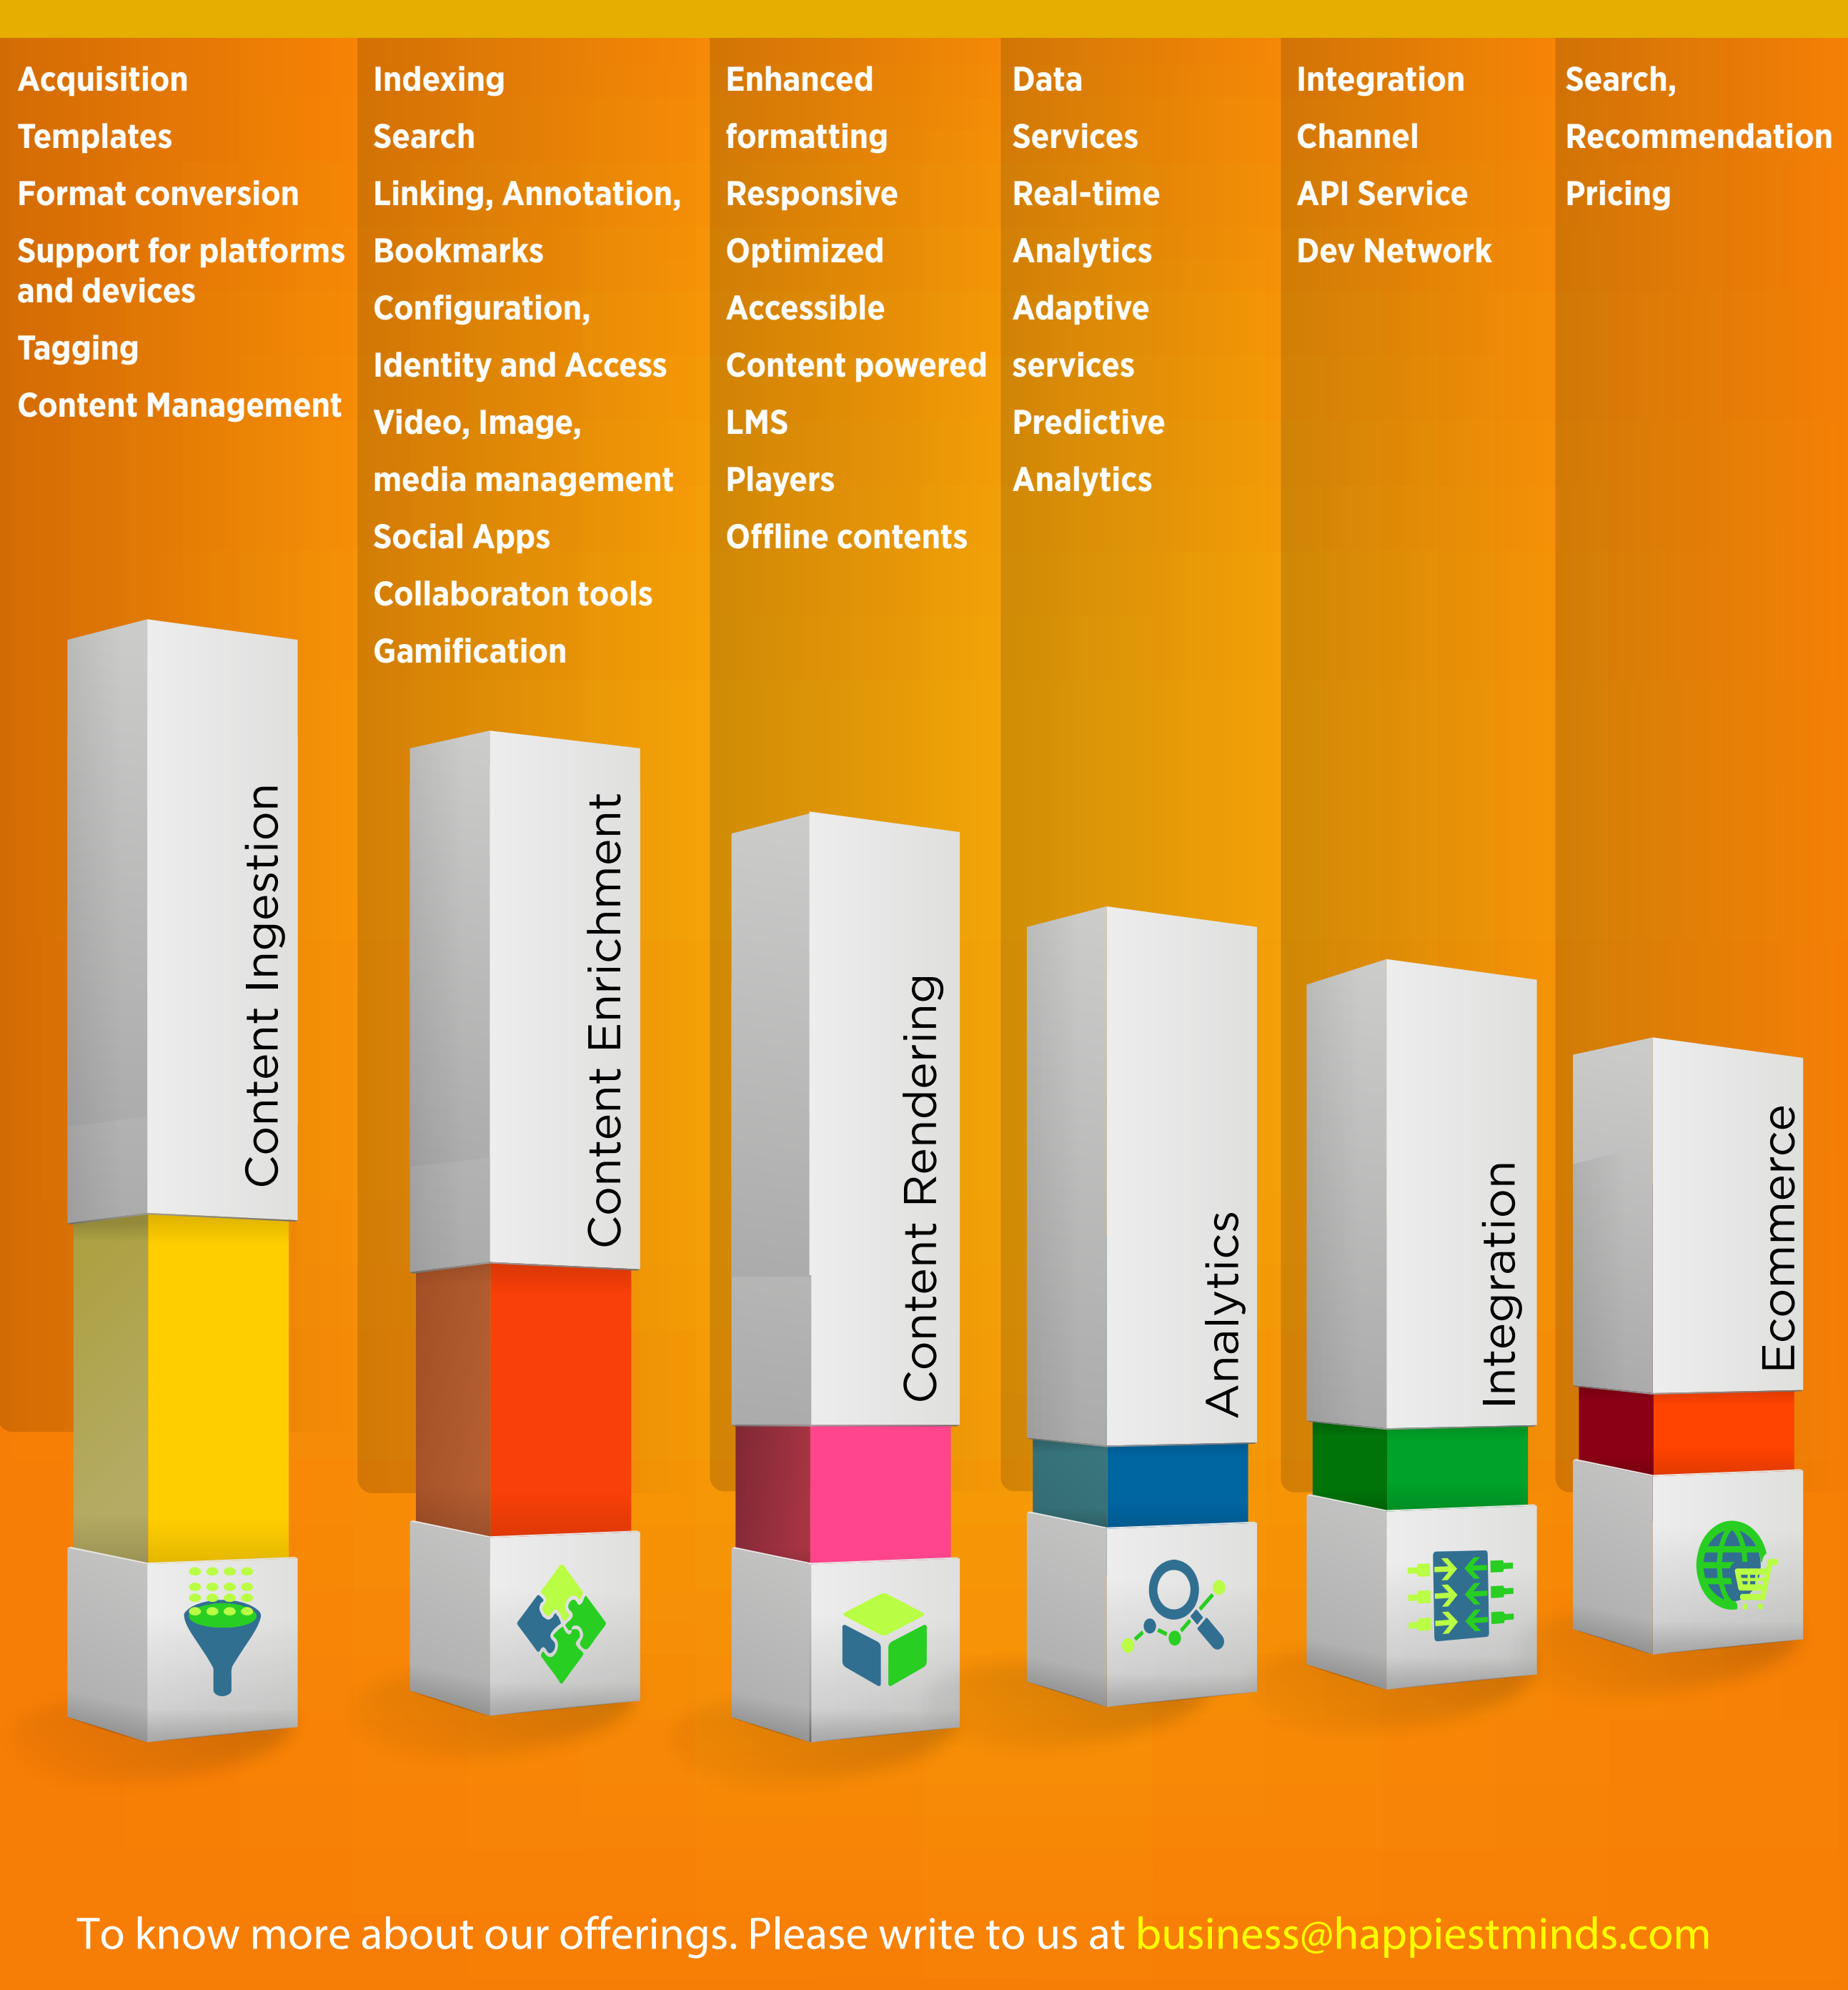 Acquisition
Templates
Format conversion
Support for platforms
and devices
Tagging
Content Management
Indexing
Search
Linking, Annotation,
Bookmarks
Configuration,
Identity and Access
Video, Image,
media management
Social Apps
Collaboraton tools
Gamification
Enhanced
formatting
Responsive
Optimized
Accessible
Content powered
LMS
Players
Offline contents
Data
Services
Real-time
Analytics
Adaptive
services
Predictive
Analytics
Integration
Channel
API Service
Dev Network
Search,
Recommendation
Pricing
Content Ingestion
Content Enrichment
Content Rendering
Analytics
Integration
Ecommerce
To know more about our offerings. Please write to us at business@happiestminds.com